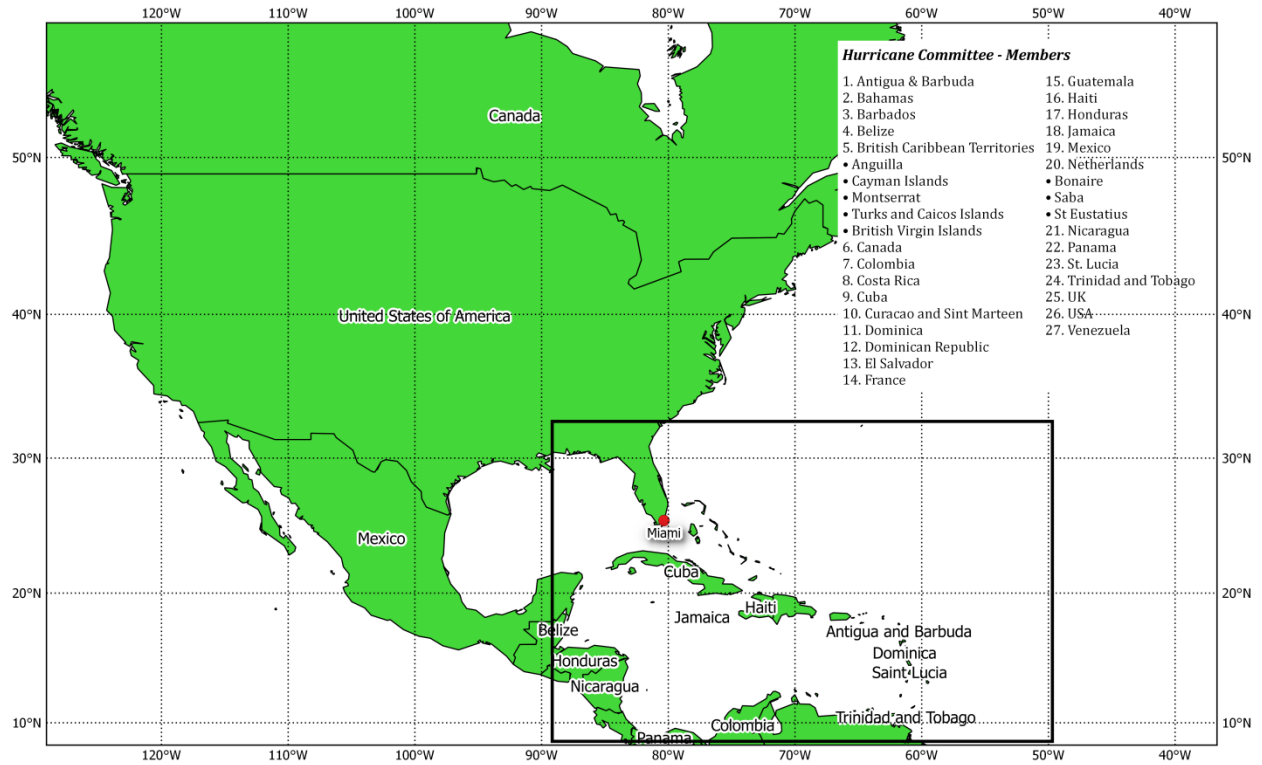 120°W 110°W 100°W 90°W 80°W 70°W 60°W 50°W 40°W
Hurricane Committee - Members
1. Antigua & Barbuda
2. Bahamas
3. Barbados
4. Belize
5. British Caribbean Territories
• Anguilla
• Cayman Islands
• Montserrat
• Turks and Caicos Islands
• British Virgin Islands
6. Canada
7. Colombia
8. Costa Rica
9. Cuba
10. Curacao and Sint Marteen
11. Dominica
12. Dominican Republic
13. El Salvador
14. France
15. Guatemala
16. Haiti
17. Honduras
18. Jamaica
19. Mexico
20. Netherlands
• Bonaire
• Saba
• St Eustatius
21. Nicaragua
22. Panama
23. St. Lucia
24. Trinidad and Tobago
25. UK
26. USA
27. Venezuela
Canada
50°N 50°N
United States of America
40°N 40°N
30°N 30°N
Miami
Mexico
Cuba
20°N 20°N
Haiti
Jamaica
Belize
Antigua and Barbuda
Dominica
Honduras
Saint Lucia
Nicaragua
Trinidad and Tobago
10°N 10°N
Colombia
Panama
120°W 110°W 100°W 90°W 80°W 70°W 60°W 50°W 40°W